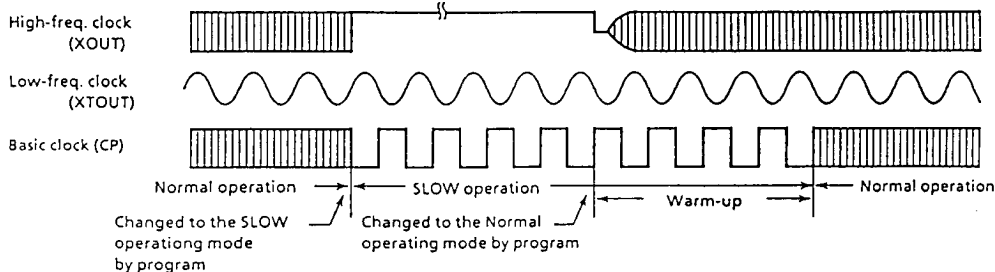 High-freq. clock
(XOUT)
Low-freq. clock
(XTOUT)
Basic clock (CP)
Normal operation
SLOW operation
Normal operation
Warm-up
Changed to the SLOW
operationg mode
by program
Changed to the Normal
operating mode by program